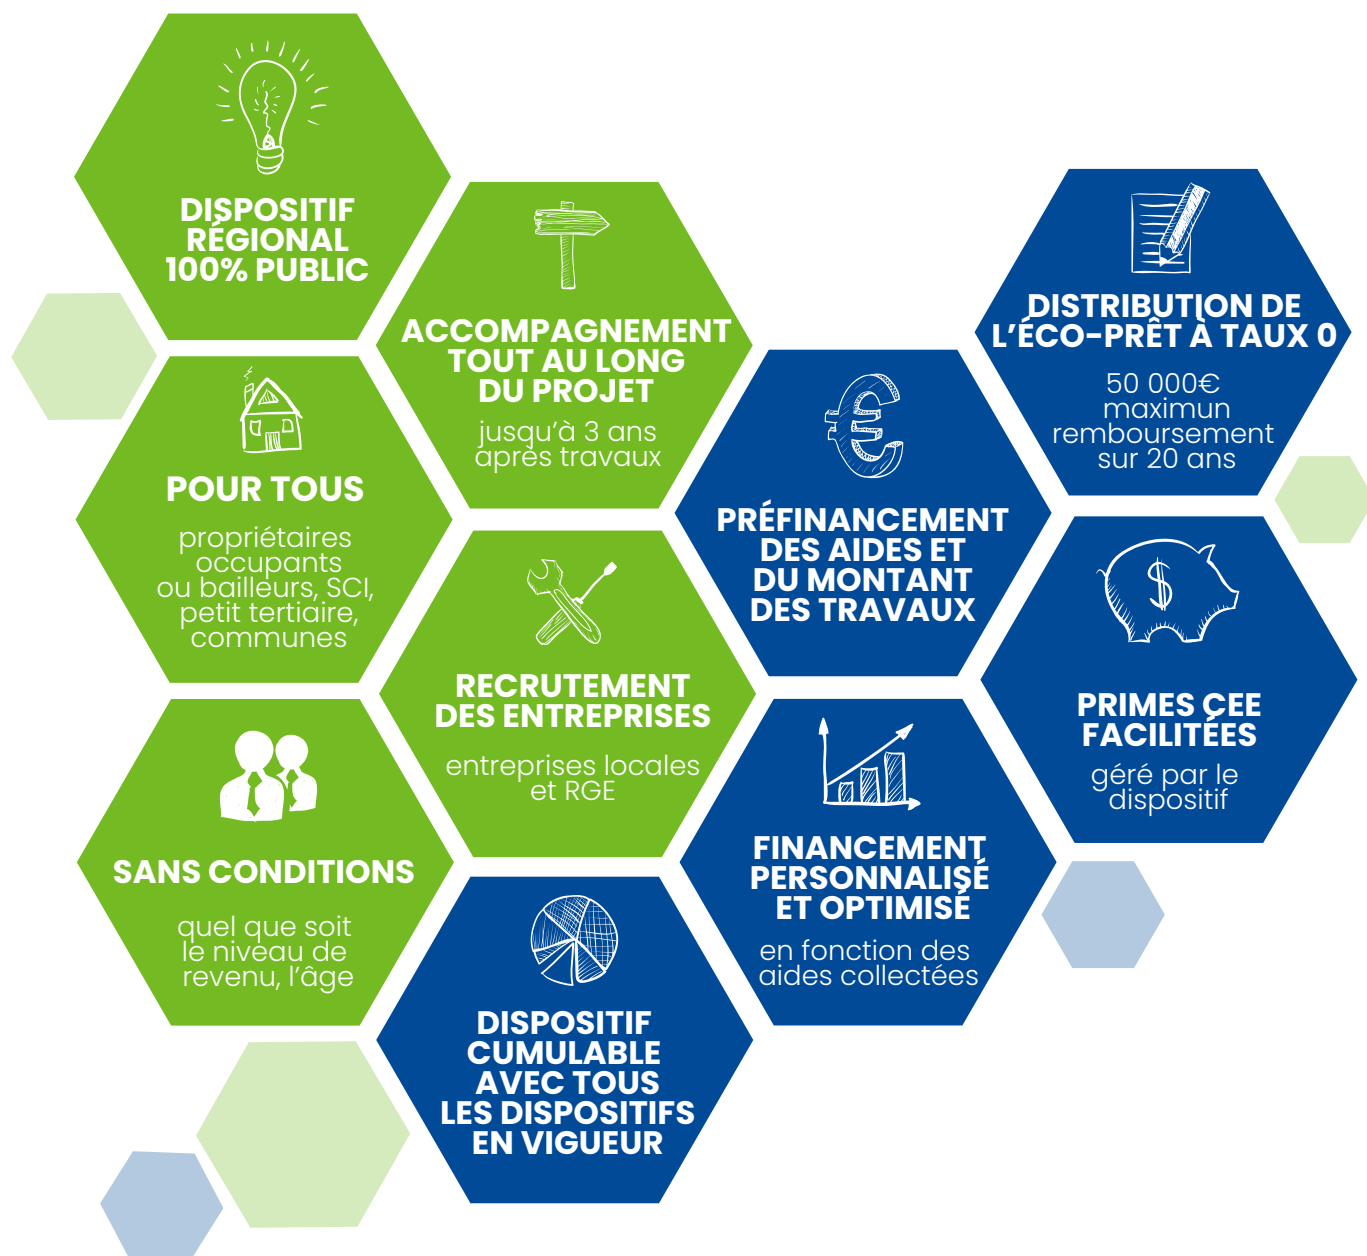 DISPOSITIF
RÉGIONAL
100% PUBLIC
POUR TOUS
propriétaires
occupants
ou bailleurs, SCI,
petit tertiaire,
communes
SANS CONDITIONS
quel que soit
le niveau de
revenu, l'âge
ACCOMPAGNEMENT
TOUT AU LONG
DU PROJET
jusqu'à 3 ans
après travaux
RECRUTEMENT
DES ENTREPRISES
entreprises locales
et RGE
DISPOSITIF
CUMULABLE
AVEC TOUS
LES DISPOSITIFS
EN VIGUEUR
€
PRÉFINANCEMENT
DES AIDES ET
DU MONTANT
DES TRAVAUX
FINANCEMENT
PERSONNALISÉ
ET OPTIMISÉ
en fonction des
aides collectées
DISTRIBUTION DE
L'ÉCO-PRÊT À TAUX 0
50 000€
maximun
remboursement
sur 20 ans
$
PRIMES CEE
FACILITÉES
géré par le
dispositif